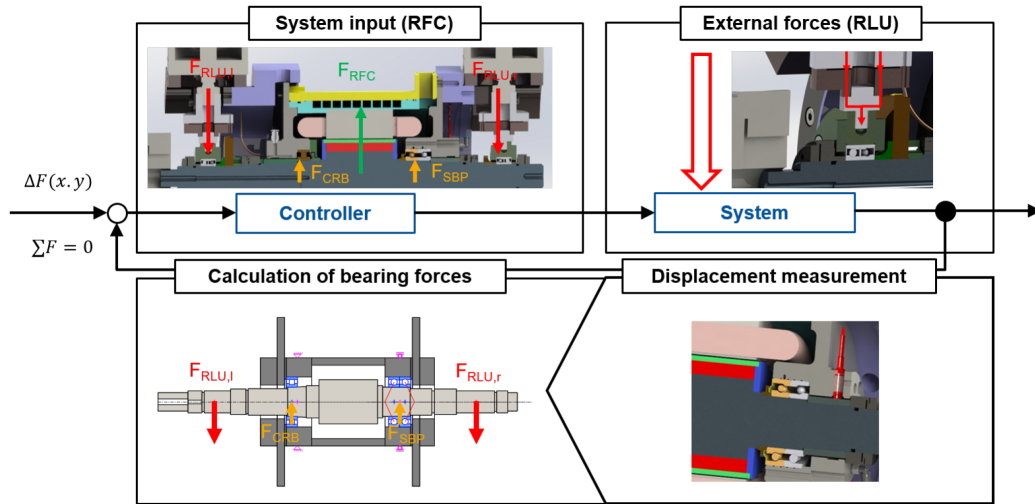 System input (RFC)
External forces (RLU)
F_RLU,l
F_RFC
F_RLU,r
F_CRB
F_SBP
ΔF(x.y)
Controller
System
∑F = 0
Calculation of bearing forces
Displacement measurement
F_RLU,l
F_RLU,r
F_CRB
F_SBP